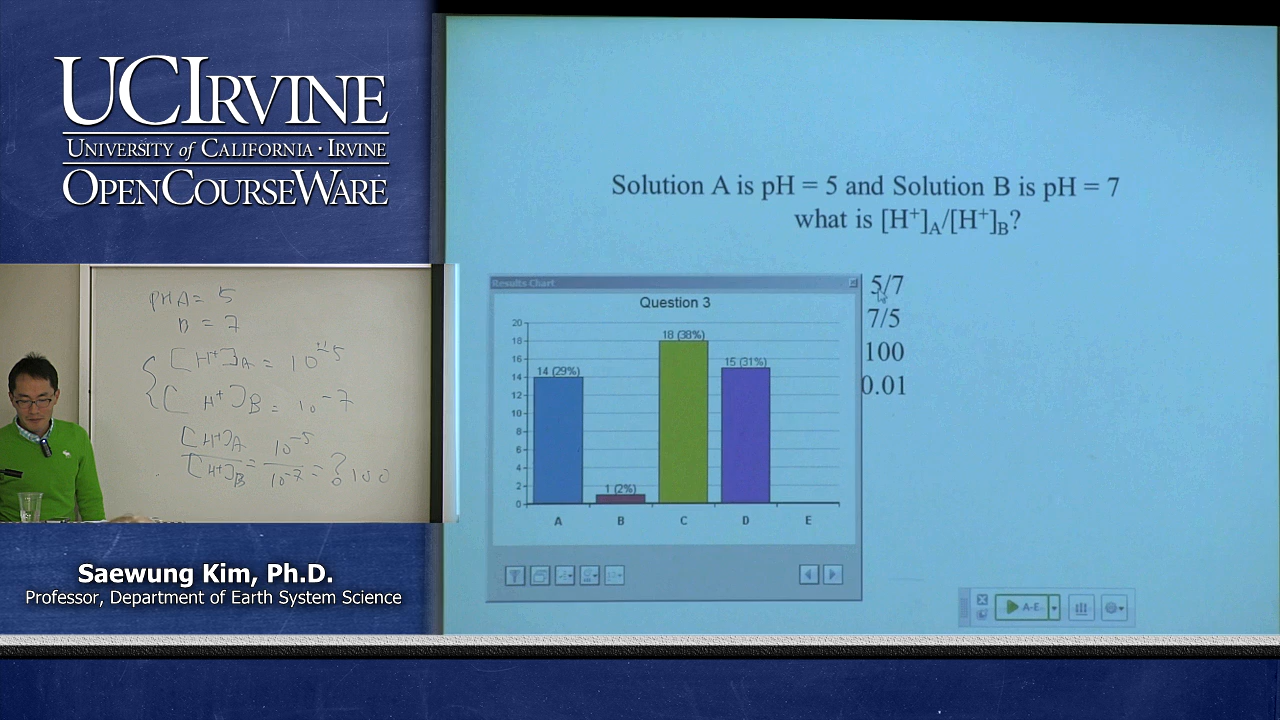 UCIRVINE
UNIVERSITY of CALIFORNIA · IRVINE
OPENCOURSEWARE
pH A = 5
B = 7
[H+]A = 10-5
[H+]B = 10-7
[H+]A
[H+]B
=
10-5
10-7
= ? 100
Saewung Kim, Ph.D.
Professor, Department of Earth System Science
Solution A is pH = 5 and Solution B is pH = 7
what is [H+]A/[H+]B?
5/7
7/5
100
0.01
Results Chart
Question 3
20
18
16
14
12
10
8
6
4
2
0
14 (29%)
1 (2%)
18 (38%)
15 (31%)
A B C D E
A-E